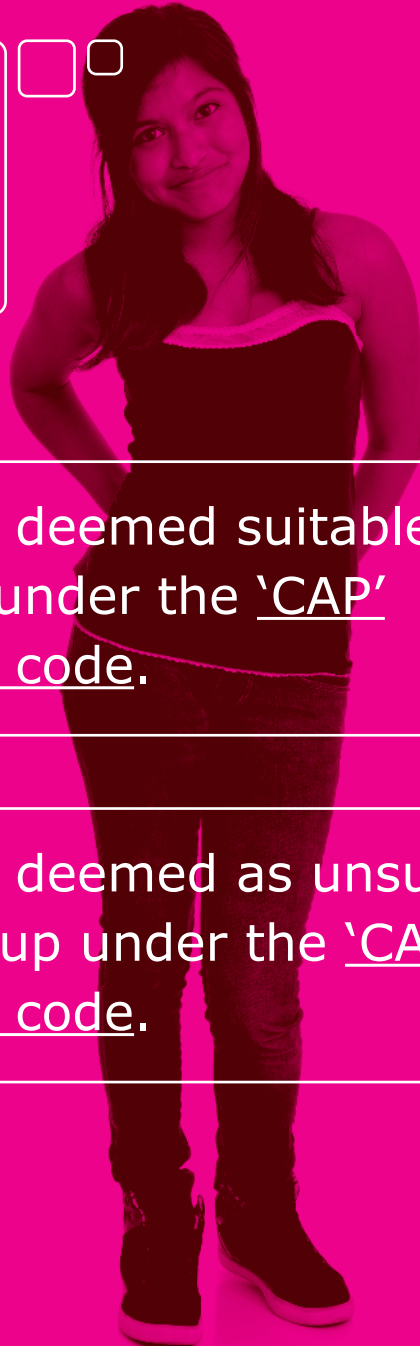 deemed suitable
under the ‘CAP’
code.
deemed as unsu
up under the ‘CA
code.